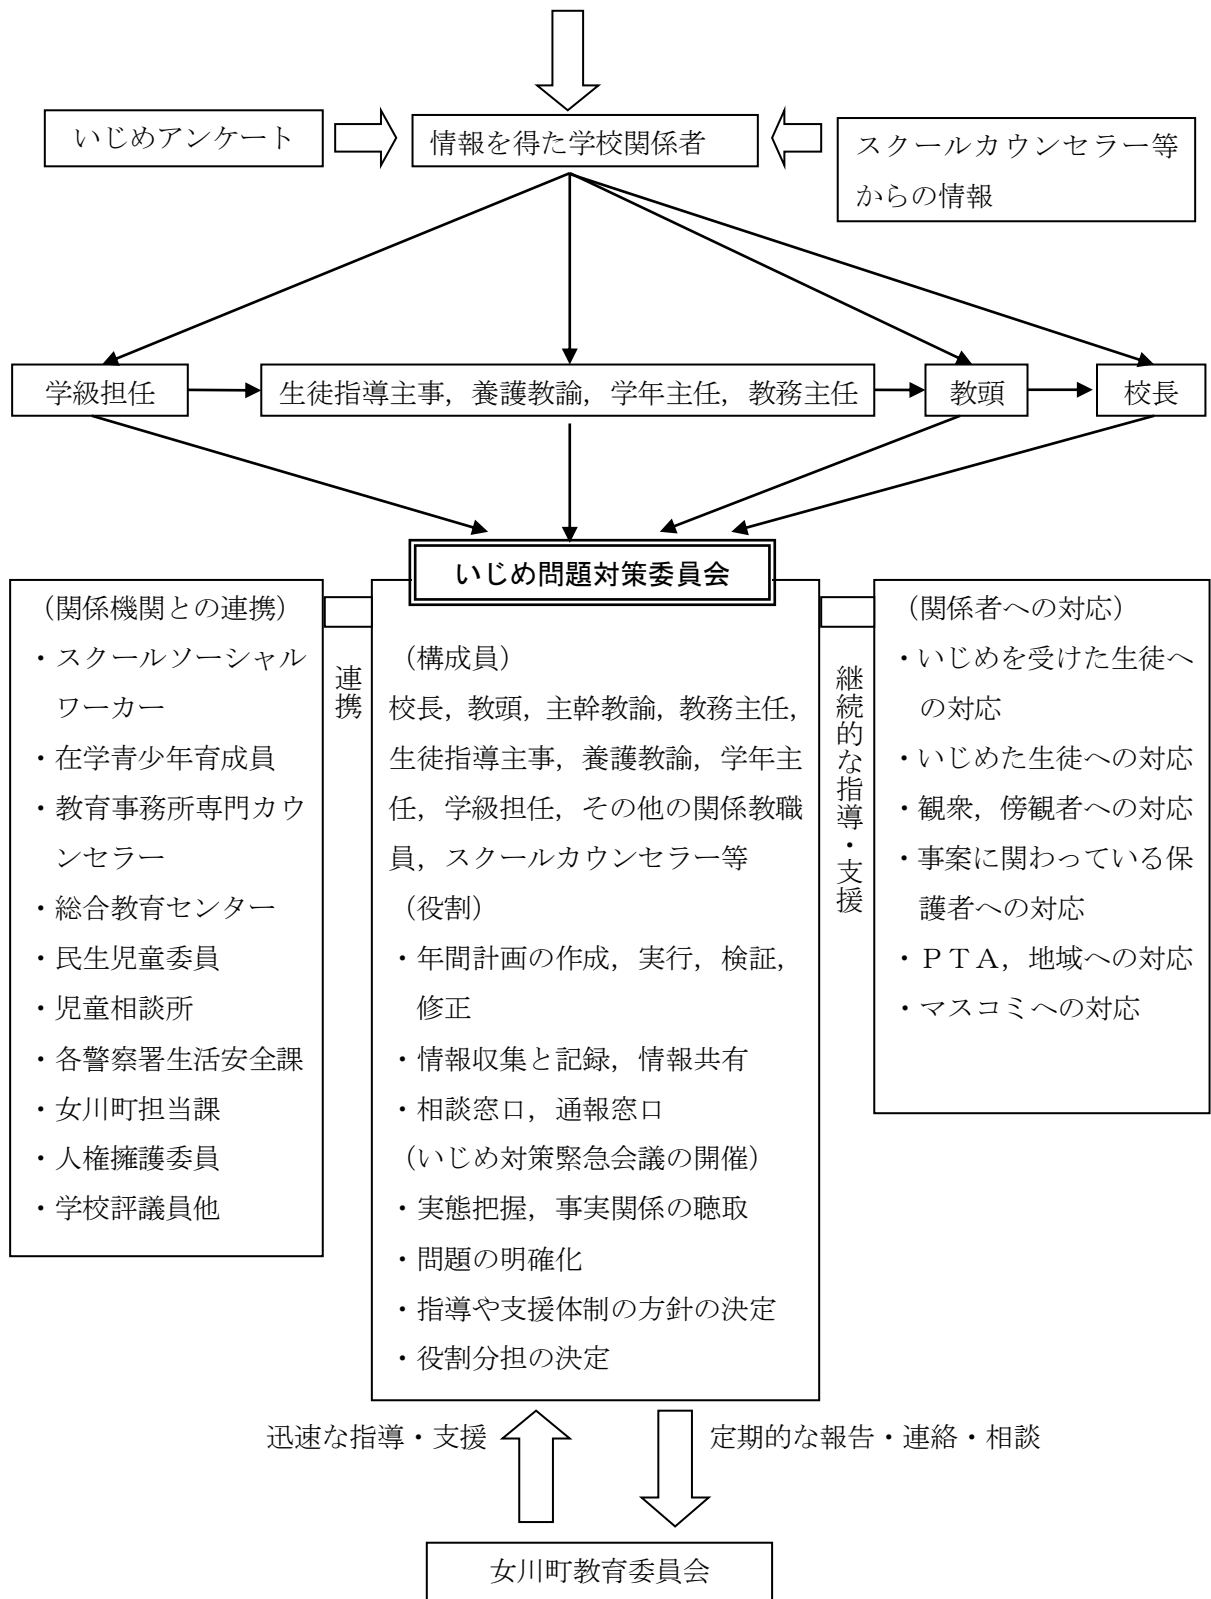 いじめアンケート
情報を得た学校関係者
スクールカウンセラー等
からの情報
学級担任
生徒指導主事，養護教諭，学年主任，教務主任
教頭
校長
いじめ問題対策委員会
（関係機関との連携）
・スクールソーシャル
ワーカー
・在学青少年育成員
・教育事務所専門カウ
ンセラー
・総合教育センター
・民生児童委員
・児童相談所
・各警察署生活安全課
・女川町担当課
・人権擁護委員
・学校評議員他
連携
（構成員）
校長，教頭，主幹教諭，教務主任，
生徒指導主事，養護教諭，学年主
任，学級担任，その他の関係教職
員，スクールカウンセラー等
（役割）
・年間計画の作成，実行，検証，
修正
・情報収集と記録，情報共有
・相談窓口，通報窓口
（いじめ対策緊急会議の開催）
・実態把握，事実関係の聴取
・問題の明確化
・指導や支援体制の方針の決定
・役割分担の決定
継続的な指導・支援
（関係者への対応）
・いじめを受けた生徒へ
の対応
・いじめた生徒への対応
・観衆，傍観者への対応
・事案に関わっている保
護者への対応
・ＰＴＡ，地域への対応
・マスコミへの対応
迅速な指導・支援
定期的な報告・連絡・相談
女川町教育委員会